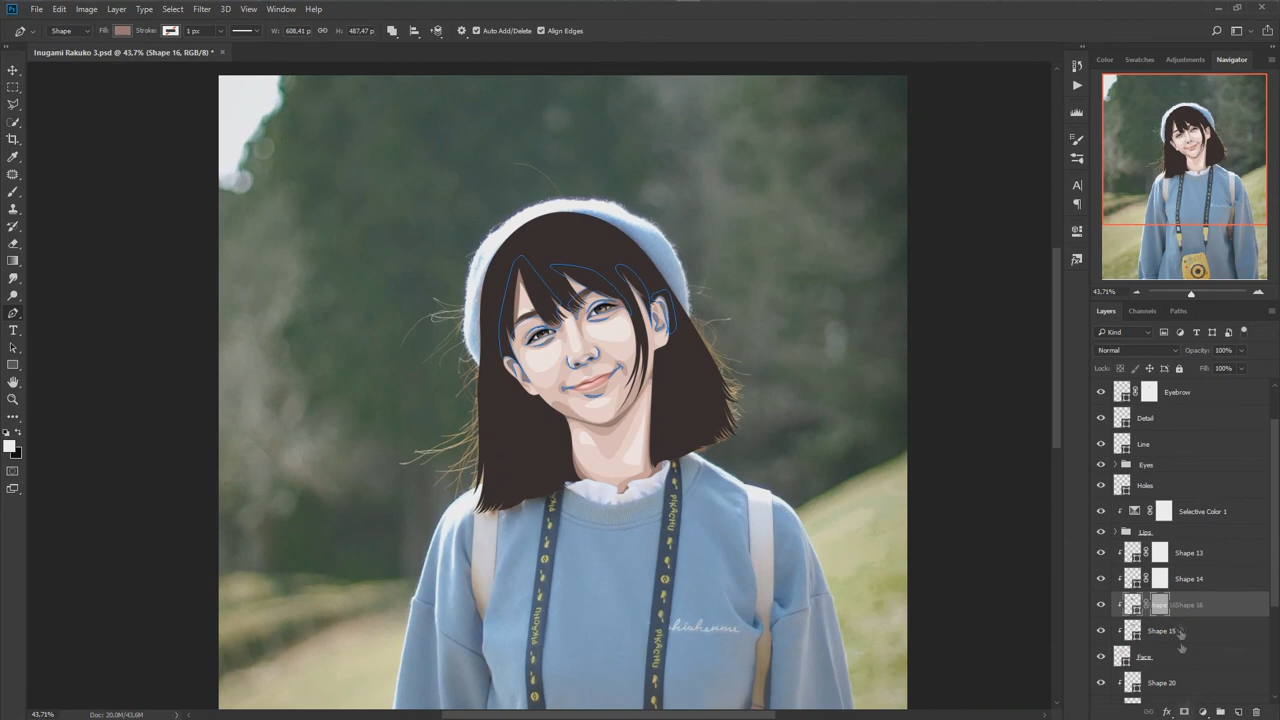 Ps File Edit Image Layer Type Select Filter 3D View Window Help
Shape Fill: Stroke: 1 px W: 608,41 p H: 487,47 p Auto Add/Delete Align Edges
Inugami Rakuko 3.psd @ 43,7% (Shape 16, RGB/8) * ×
Color Swatches Adjustments Navigator
43,71%
Layers Channels Paths
Kind
Normal Opacity: 100%
Lock: Fill: 100%
Eyebrow
Detail
Line
Eyes
Holes
Selective Color 1
Lips
Shape 13
Shape 14
Shape 16
Shape 15
Face
Shape 20
PIKACHU
PIKACHU
PIKACHU
PIKACHU
PIKACHU
43,71% Doc: 20,0M/43,6M